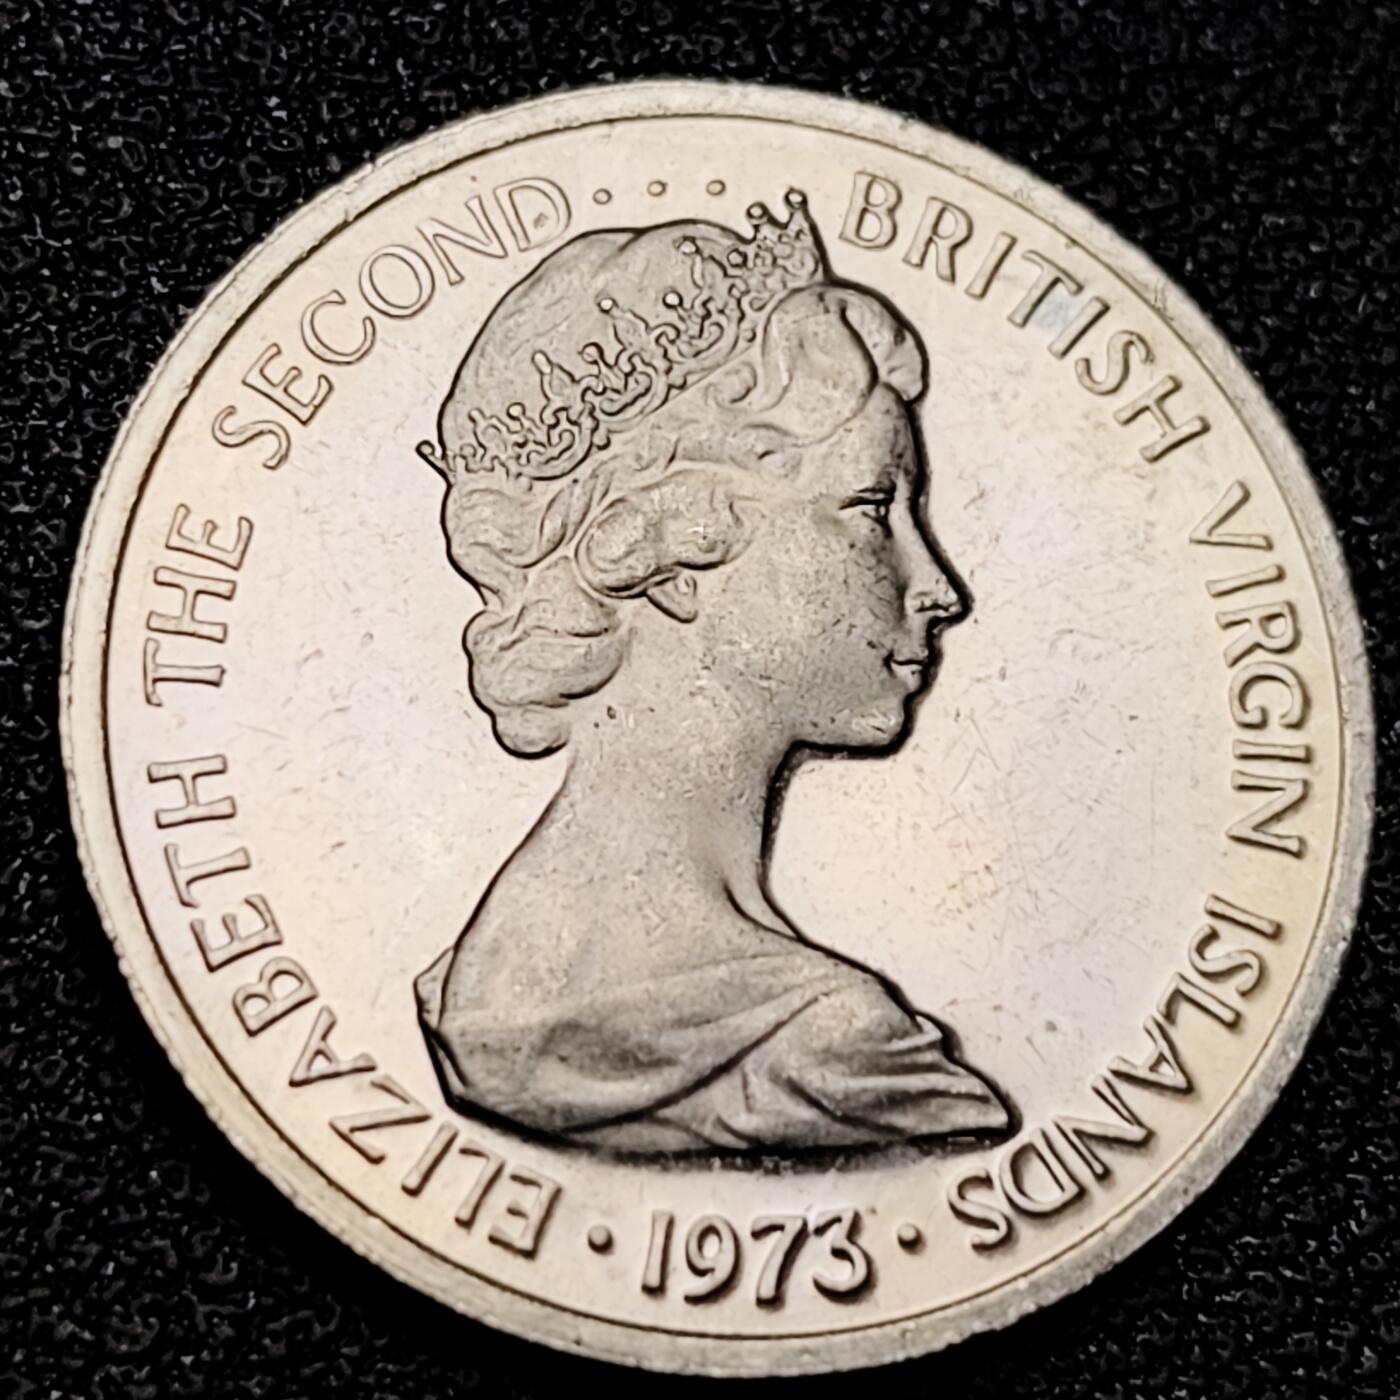 ELIZABETH THE SECOND . . . BRITISH VIRGIN ISLANDS
· 1973 ·